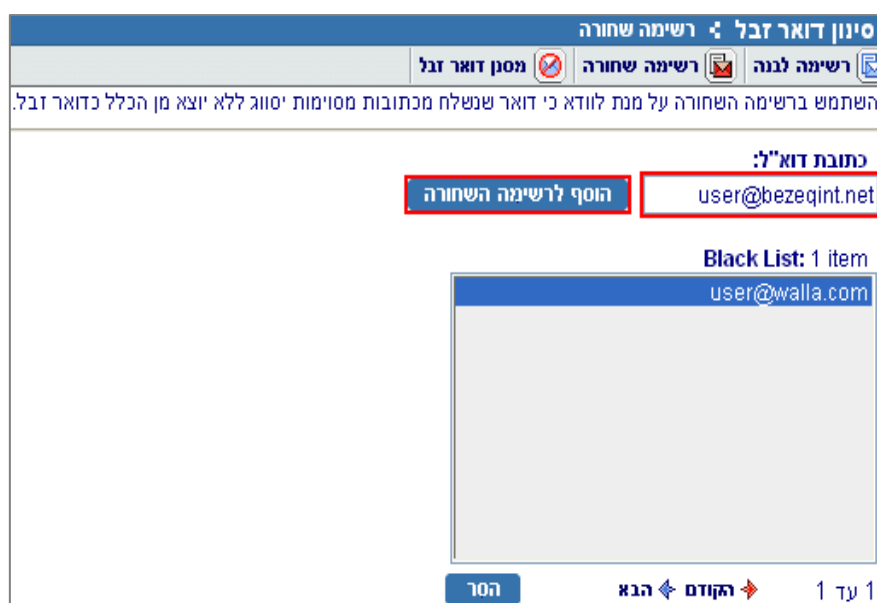 סינון דואר זבל רשימה שחורה
רשימה לבנה רשימה שחורה מסנן דואר זבל
השתמש ברשימה השחורה על מנת לוודא כי דואר שנשלח מכתובות מסוימות יסווג ללא יוצא מן הכלל כדואר זבל.
כתובת דוא"ל:
user@bezeqint.net הוסף לרשימה השחורה
Black List: 1 item
user@walla.com
1 עד 1 הקודם הבא הסר